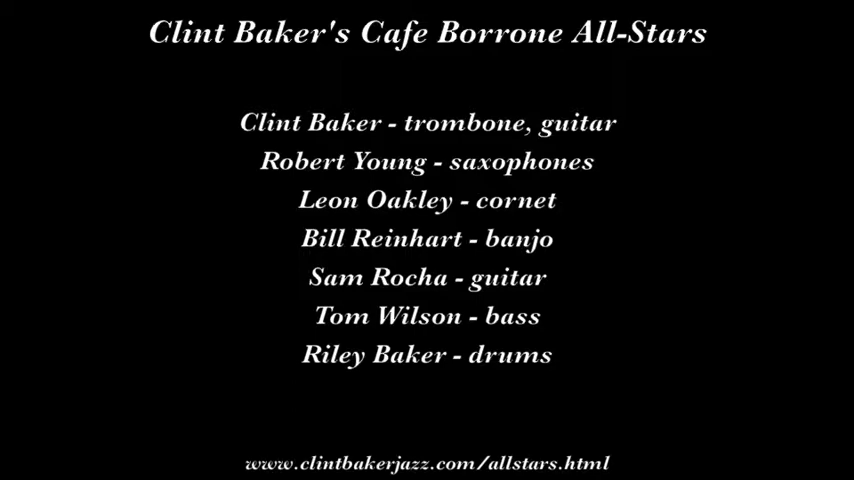 Clint Baker's Cafe Borrone All-Stars
Clint Baker - trombone, guitar
Robert Young - saxophones
Leon Oakley - cornet
Bill Reinhart - banjo
Sam Rocha - guitar
Tom Wilson - bass
Riley Baker - drums
www.clintbakerjazz.com/allstars.html